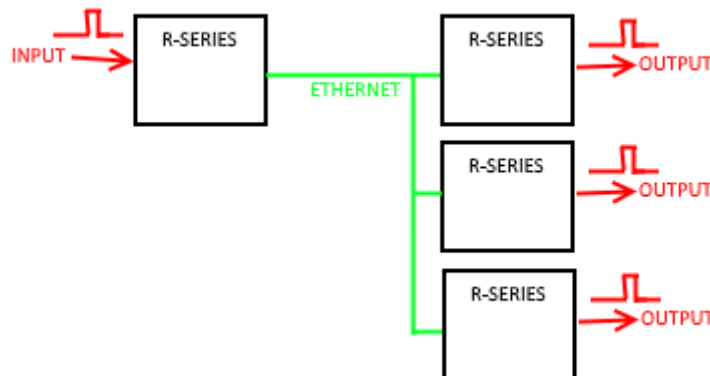 R-SERIES
R-SERIES
INPUT
OUTPUT
ETHERNET
R-SERIES
OUTPUT
R-SERIES
OUTPUT